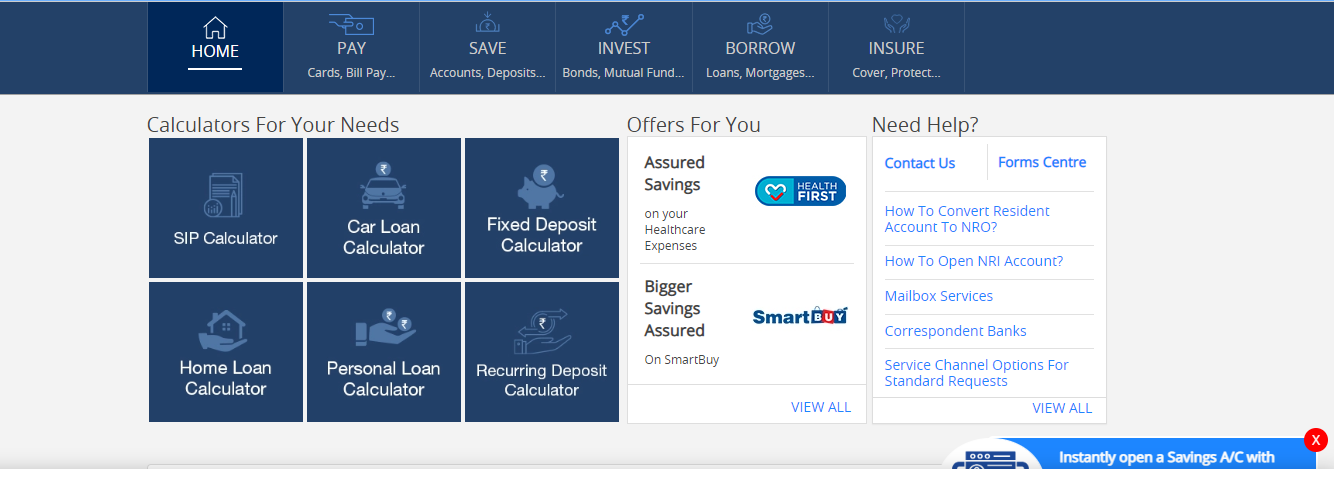 HOME
PAY
Cards, Bill Pay...
SAVE
Accounts, Deposits...
INVEST
Bonds, Mutual Fund...
BORROW
Loans, Mortgages...
INSURE
Cover, Protect...
Calculators For Your Needs
SIP Calculator
Car Loan
Calculator
Fixed Deposit
Calculator
Home Loan
Calculator
Personal Loan
Calculator
Recurring Deposit
Calculator
Offers For You
Assured
Savings
on your
Healthcare
Expenses
HEALTH
FIRST
Bigger
Savings
Assured
On SmartBuy
SmartBUY
VIEW ALL
Need Help?
Contact Us
Forms Centre
How To Convert Resident
Account To NRO?
How To Open NRI Account?
Mailbox Services
Correspondent Banks
Service Channel Options For
Standard Requests
VIEW ALL
X
Instantly open a Savings A/C with